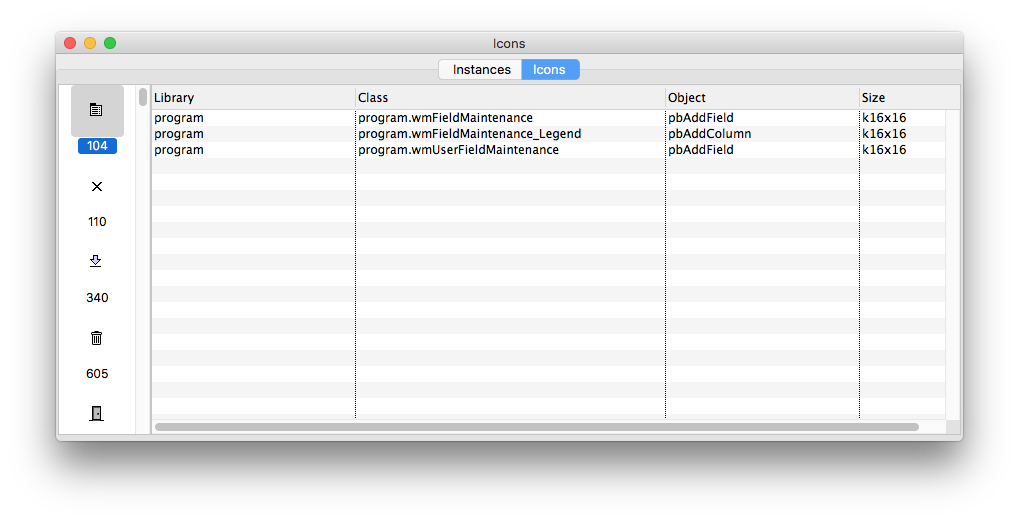 Icons
Instances Icons
Library Class Object Size
program program.wmFieldMaintenance pbAddField k16x16
program program.wmFieldMaintenance_Legend pbAddColumn k16x16
program program.wmUserFieldMaintenance pbAddField k16x16
104
110
340
605